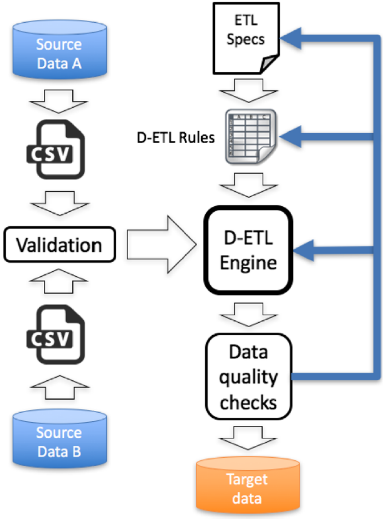 Source
Data A
CSV
Validation
CSV
Source
Data B
ETL
Specs
D-ETL Rules
D-ETL
Engine
Data
quality
checks
Target
data